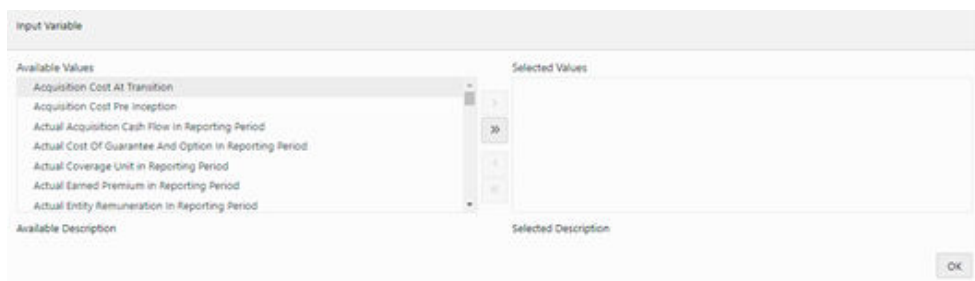 Input Variable
Available Values
Selected Values
Acquisition Cost At Transition
Acquisition Cost Pre Inception
Actual Acquisition Cash Flow In Reporting Period
Actual Cost Of Guarantee And Option In Reporting Period
Actual Coverage Unit in Reporting Period
Actual Earned Premium in Reporting Period
Actual Entity Remuneration In Reporting Period
Available Description
Selected Description
OK